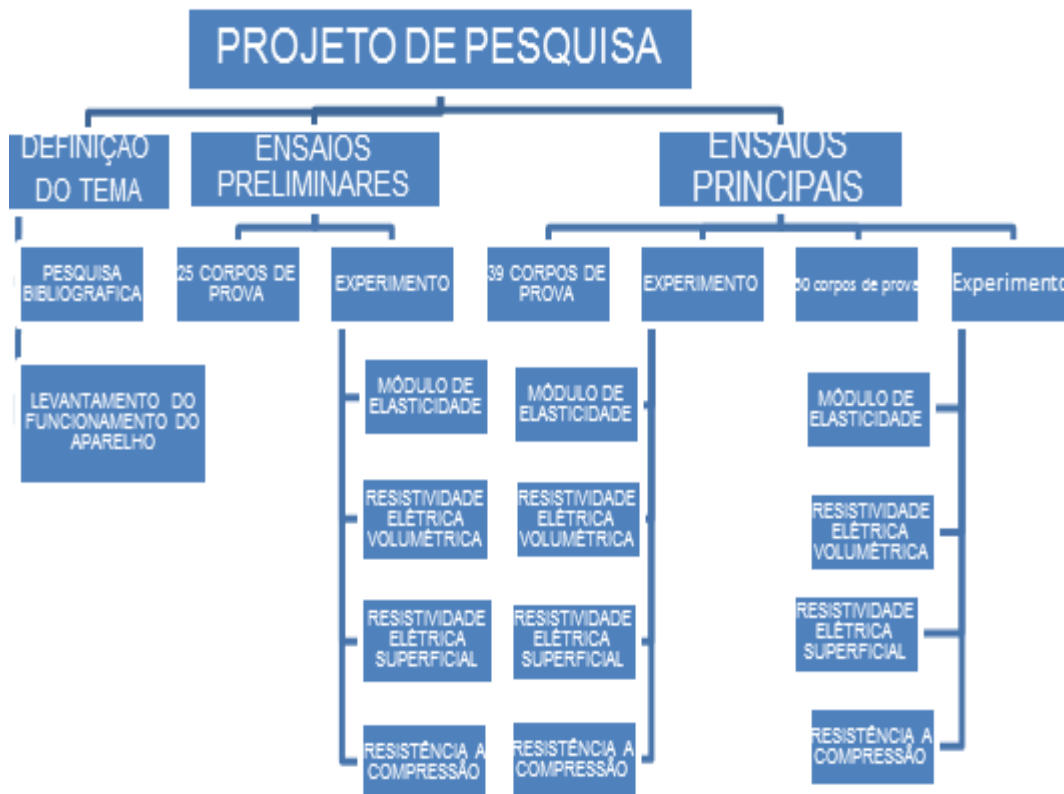 PROJETO DE PESQUISA
DEFINIÇÃO
DO TEMA
ENSAIOS
PRELIMINARES
ENSAIOS
PRINCIPAIS
PESQUISA
BIBLIOGRAFICA
25 CORPOS DE
PROVA
EXPERIMENTO
39 CORPOS DE
PROVA
EXPERIMENTO
corpos de prova
Experimento
LEVANTAMENTO DO
FUNCIONAMENTO DO
APARELHO
MÓDULO DE
ELASTICIDADE
RESISTIVIDADE
ELÉTRICA
VOLUMÉTRICA
RESISTIVIDADE
ELÉTRICA
SUPERFICIAL
RESISTÊNCIA A
COMPRESSÃO
MÓDULO DE
ELASTICIDADE
RESISTIVIDADE
ELÉTRICA
VOLUMÉTRICA
RESISTIVIDADE
ELÉTRICA
SUPERFICIAL
RESISTÊNCIA A
COMPRESSÃO
MÓDULO DE
ELASTICIDADE
RESISTIVIDADE
ELÉTRICA
VOLUMÉTRICA
RESISTIVIDADE
ELÉTRICA
SUPERFICIAL
RESISTÊNCIA A
COMPRESSÃO